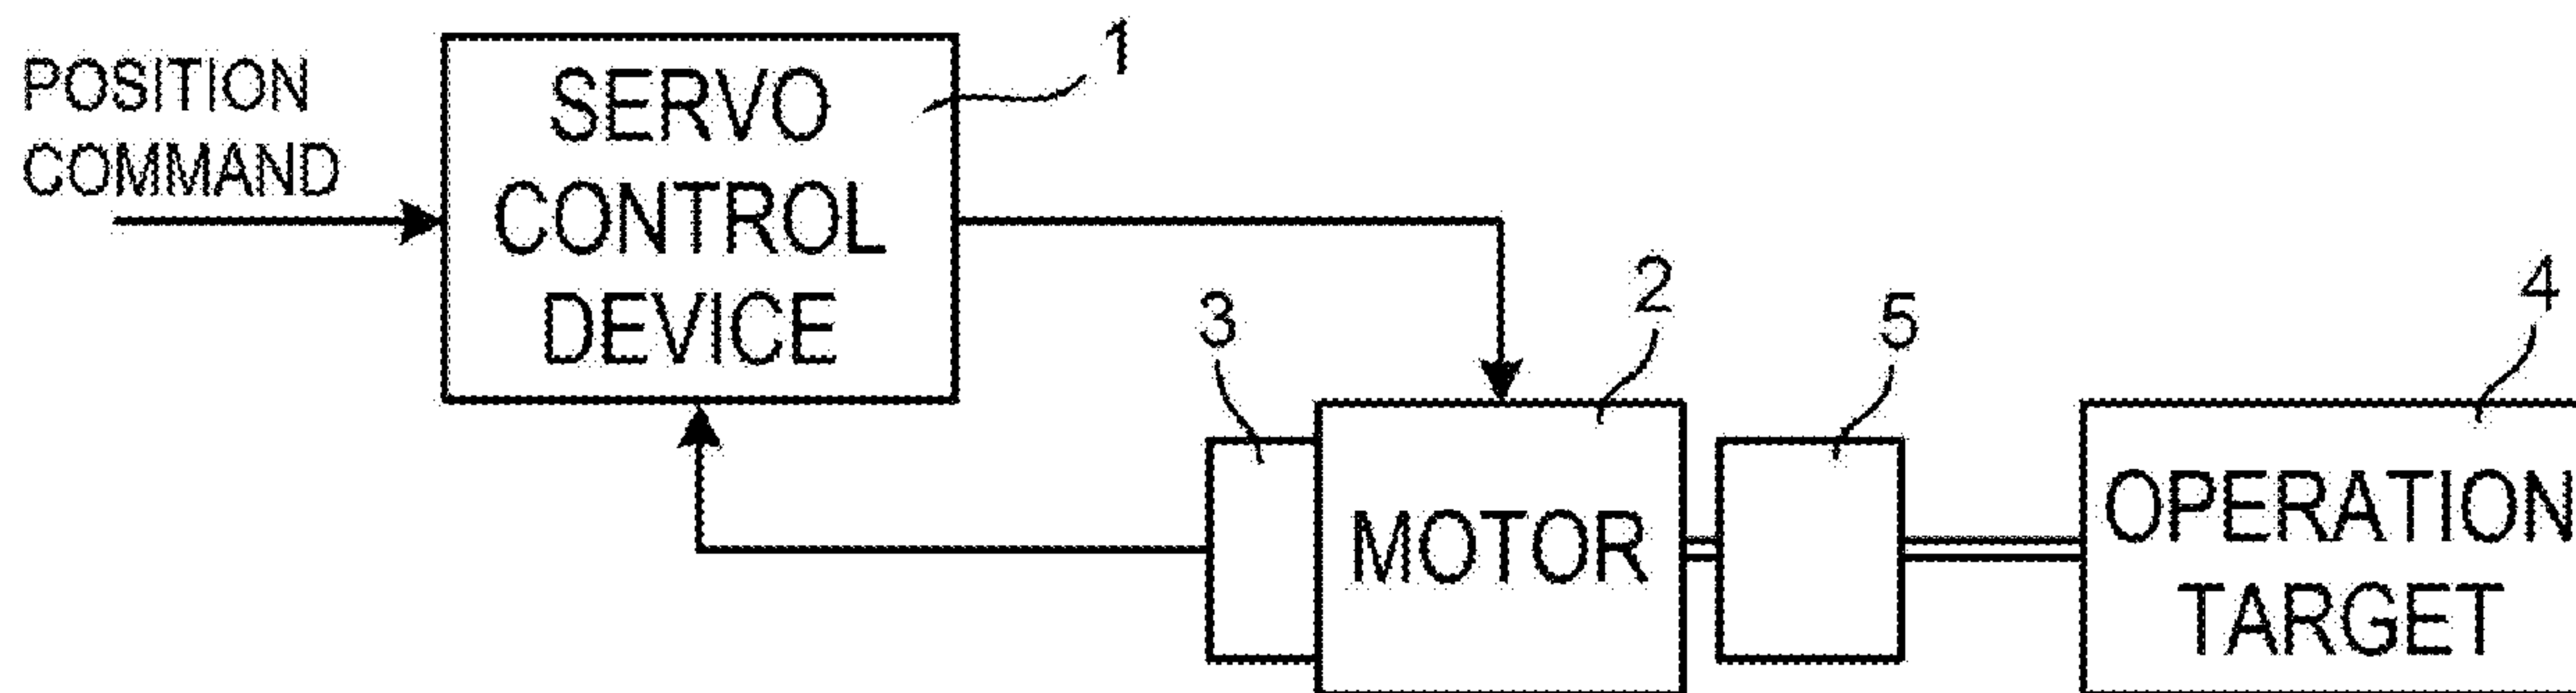 POSITION
COMMAND
SERVO
CONTROL
DEVICE
1
3
2
5
4
MOTOR
OPERATION
TARGET